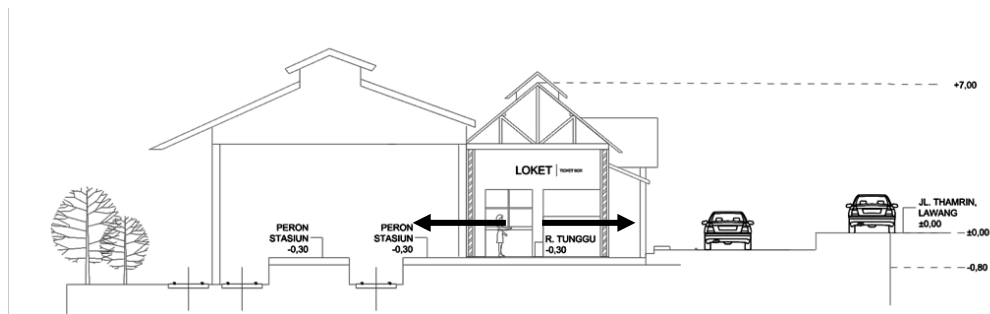 +7,00
LOKET | TICKET BOX
PERON
STASIUN
-0,30
PERON
STASIUN
-0,30
R. TUNGGU
-0,30
JL. THAMRIN,
LAWANG
±0,00
±0,00
-0,80